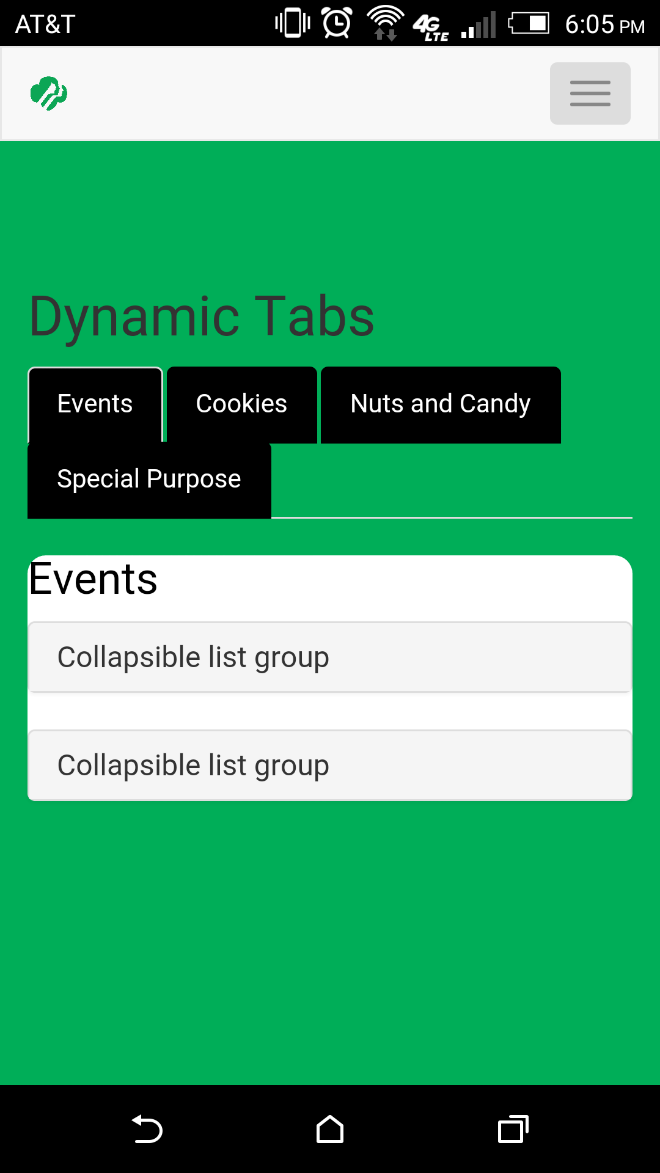 AT&T 4G LTE 6:05 PM
Dynamic Tabs
Events Cookies Nuts and Candy
Special Purpose
Events
Collapsible list group
Collapsible list group